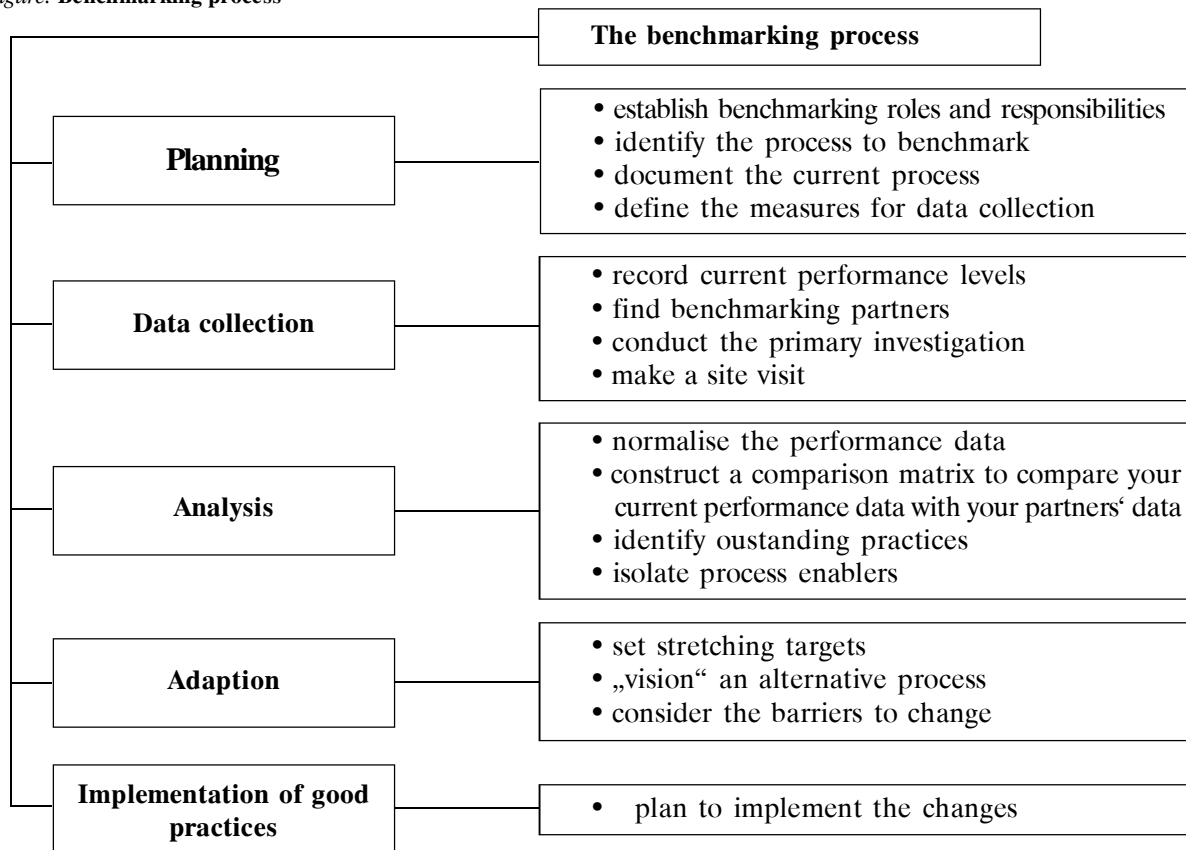 Benchmarking process
The benchmarking process
Planning
• establish benchmarking roles and responsibilities
• identify the process to benchmark
• document the current process
• define the measures for data collection
Data collection
• record current performance levels
• find benchmarking partners
• conduct the primary investigation
• make a site visit
Analysis
• normalise the performance data
• construct a comparison matrix to compare your
current performance data with your partners‘ data
• identify oustanding practices
• isolate process enablers
Adaption
• set stretching targets
• „vision“ an alternative process
• consider the barriers to change
Implementation of good
practices
• plan to implement the changes